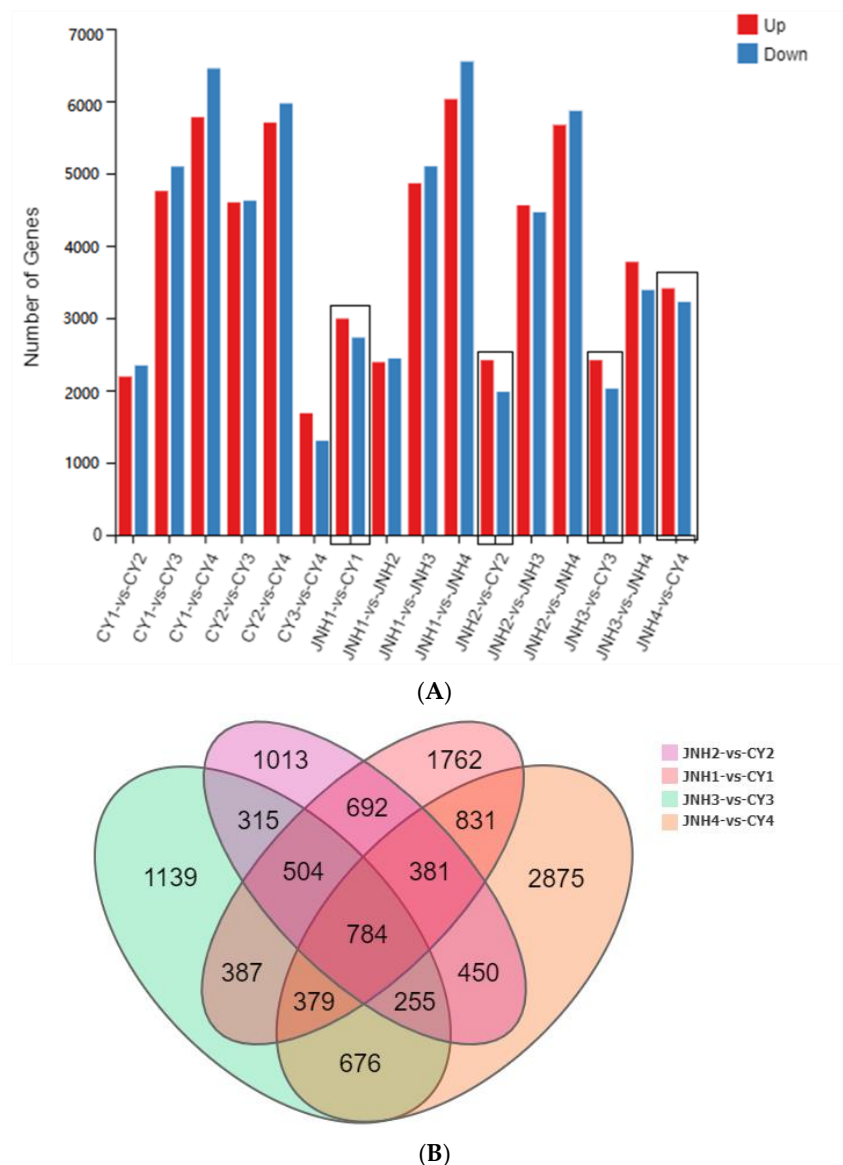 Up
Down
7000
6000
5000
4000
3000
2000
1000
0
Number of Genes
CY1-vs-CY2
CY1-vs-CY3
CY1-vs-CY4
CY2-vs-CY3
CY2-vs-CY4
CY3-vs-CY4
JNH1-vs-CY1
JNH1-vs-JNH2
JNH1-vs-JNH3
JNH1-vs-JNH4
JNH2-vs-CY2
JNH2-vs-JNH3
JNH2-vs-JNH4
JNH3-vs-CY3
JNH3-vs-JNH4
JNH4-vs-CY4
(A)
JNH2-vs-CY2
JNH1-vs-CY1
JNH3-vs-CY3
JNH4-vs-CY4
1013
1762
692
315
831
504
381
1139
2875
784
387
450
379
255
676
(B)